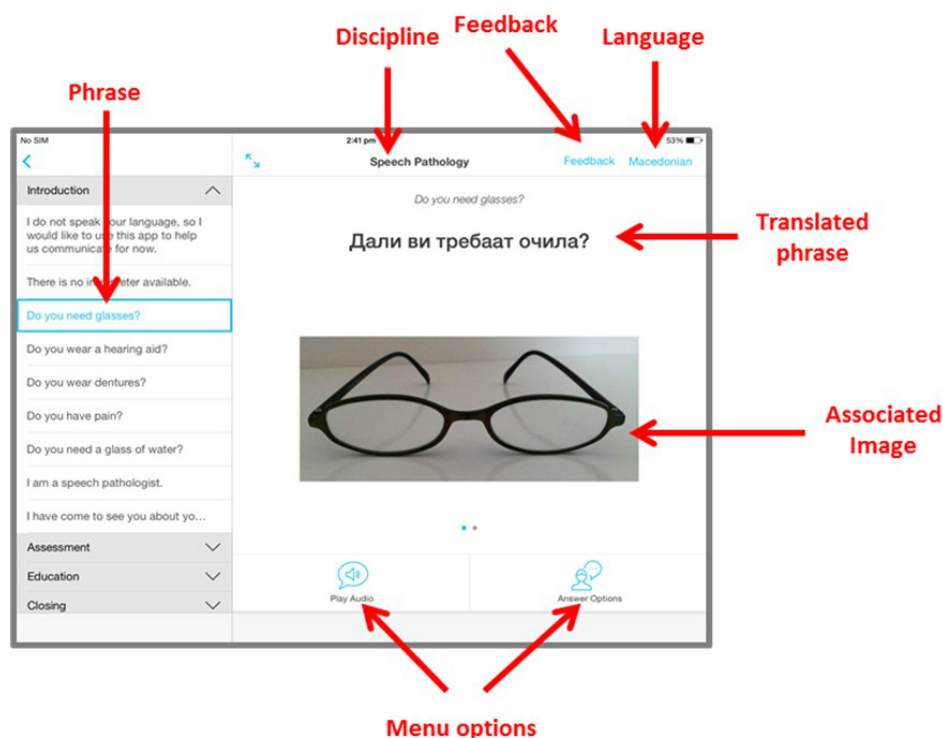 Discipline
Feedback
Language
Phrase
No SIM
2:41 pm
53%
Speech Pathology
Feedback
Macedonian
Introduction
I do not speak your language, so I
would like to use this app to help
us communicate for now.
There is no interpreter available.
Do you need glasses?
Do you wear a hearing aid?
Do you wear dentures?
Do you have pain?
Do you need a glass of water?
I am a speech pathologist.
I have come to see you about yo...
Assessment
Education
Closing
Do you need glasses?
Дали ви требаат очила?
Translated
phrase
Associated
Image
Play Audio
Answer Options
Menu options